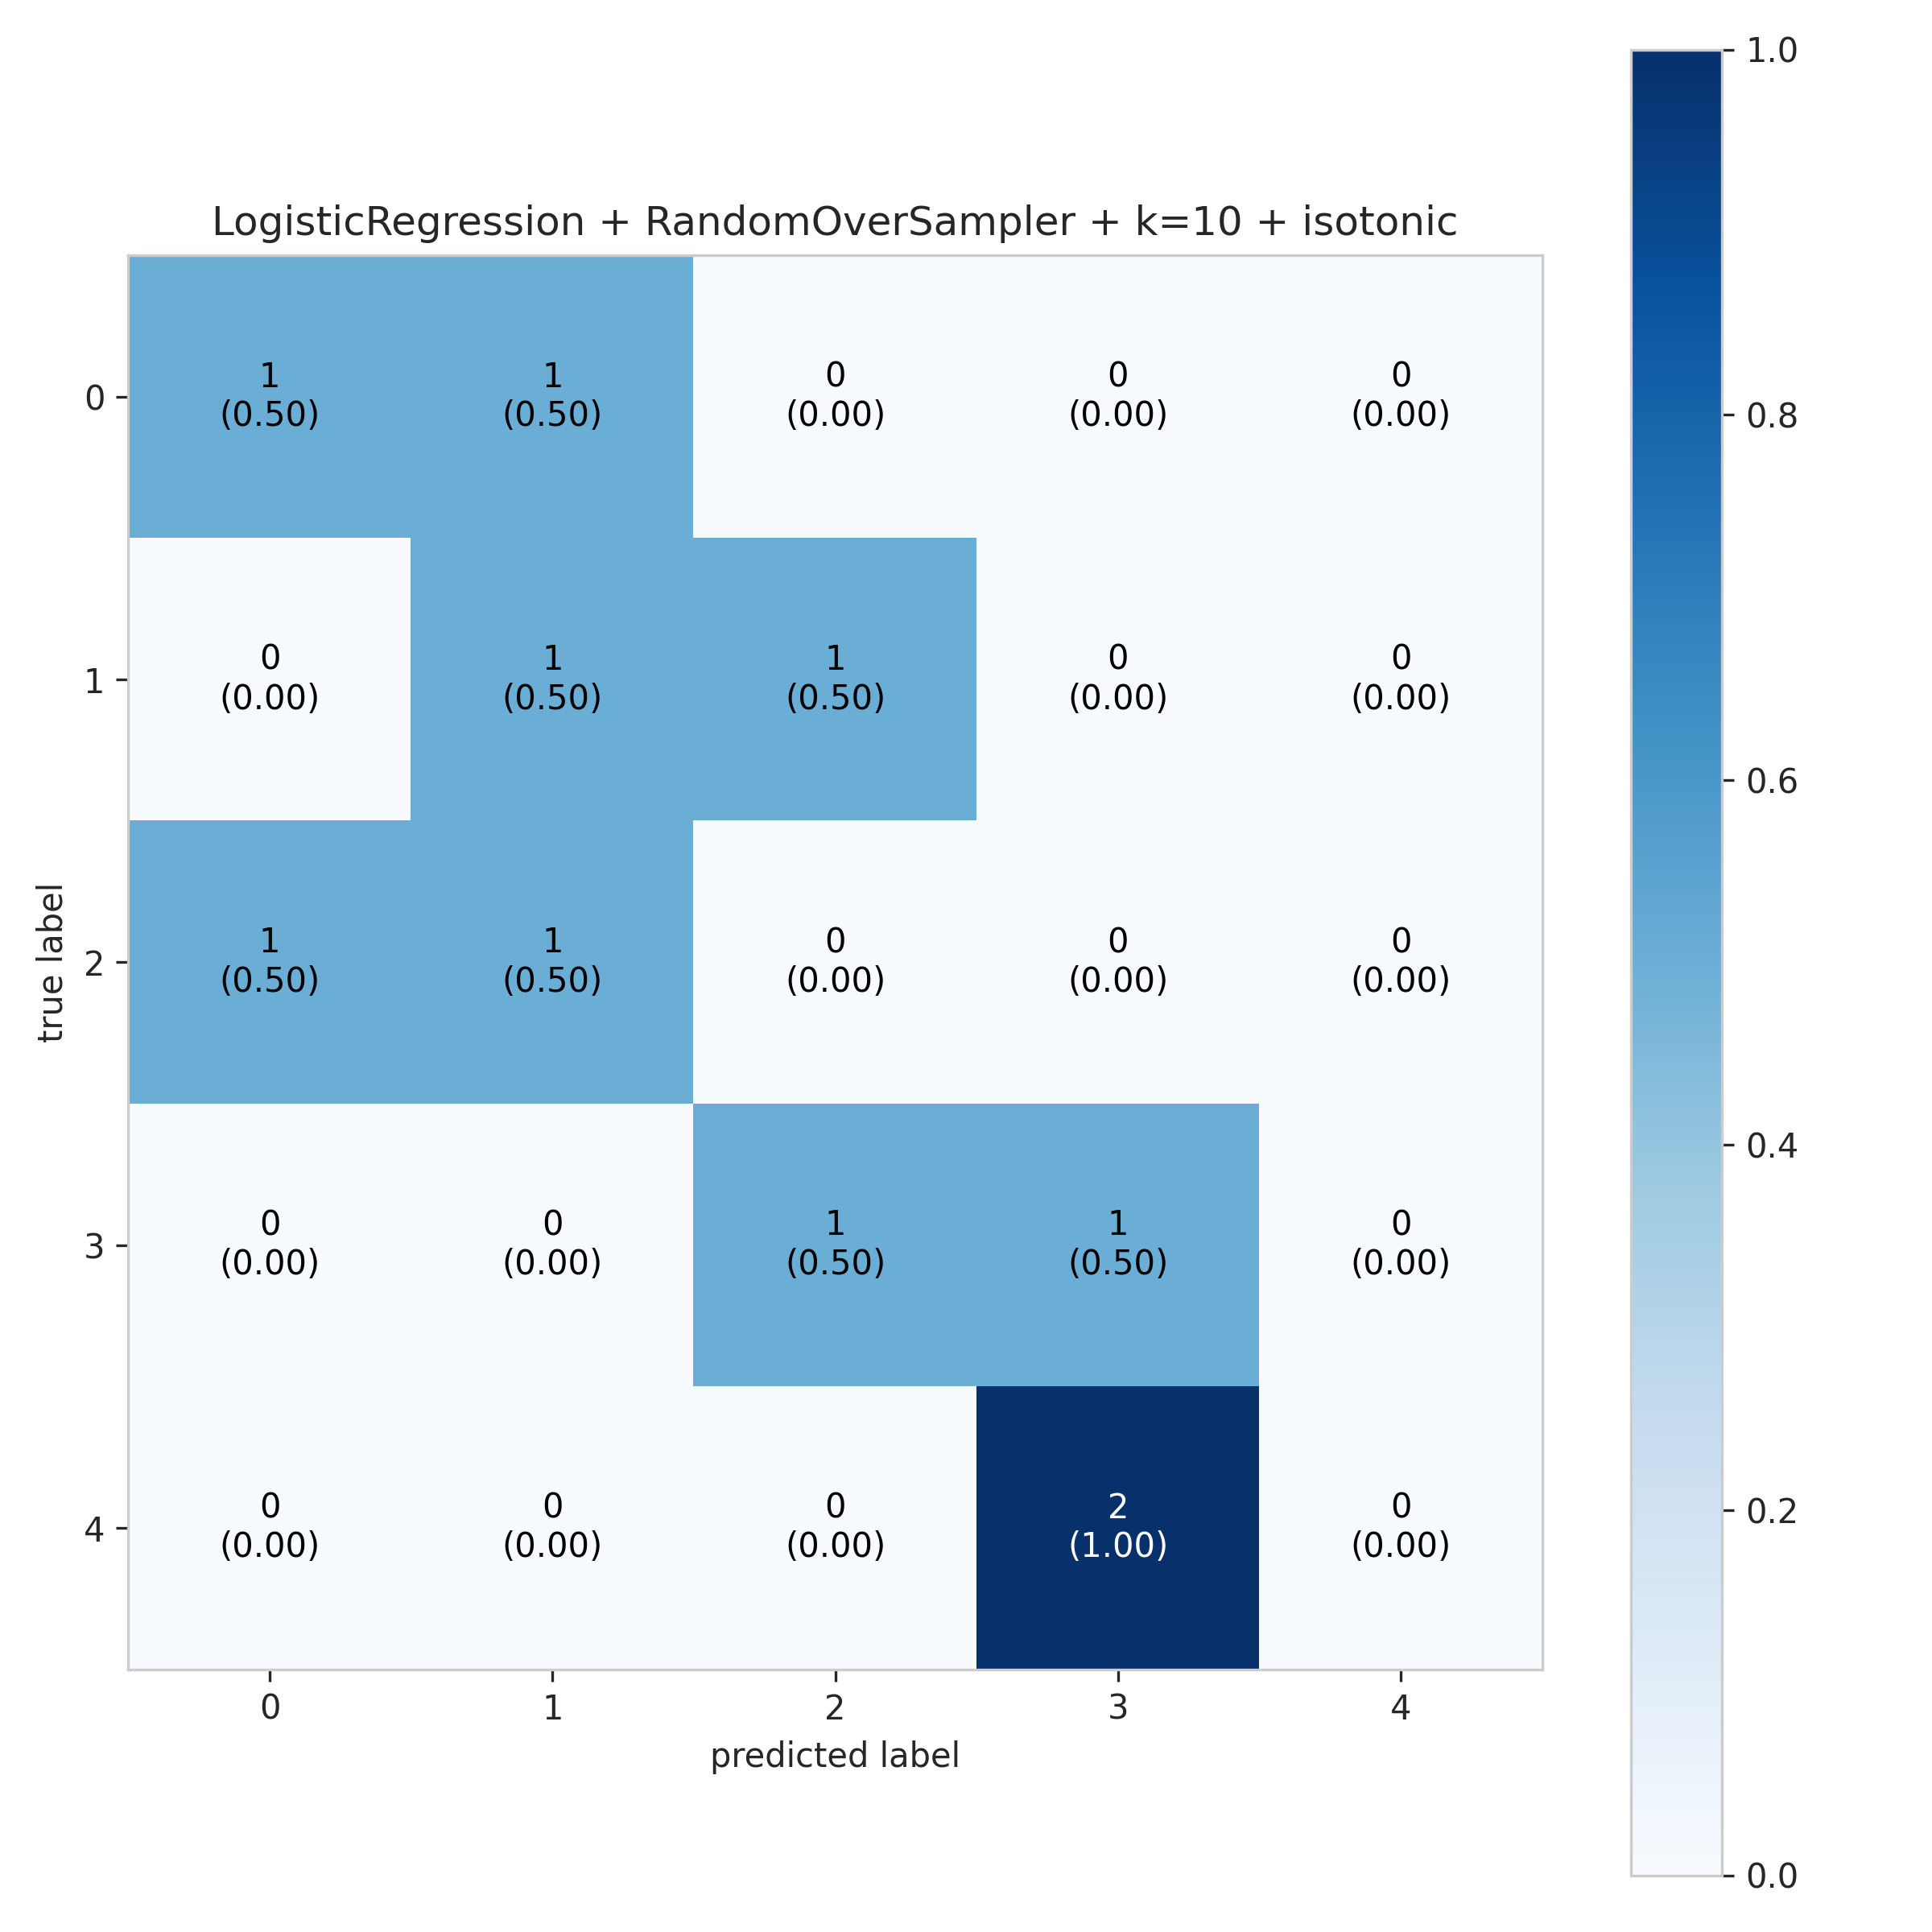 LogisticRegression + RandomOverSampler + k=10 + isotonic
true label
0
1 1 0 0 0
(0.50) (0.50) (0.00) (0.00) (0.00)
1
0 1 1 0 0
(0.00) (0.50) (0.50) (0.00) (0.00)
2
1 1 0 0 0
(0.50) (0.50) (0.00) (0.00) (0.00)
3
0 0 1 1 0
(0.00) (0.00) (0.50) (0.50) (0.00)
4
0 0 0 2 0
(0.00) (0.00) (0.00) (1.00) (0.00)
0 1 2 3 4
predicted label
1.0
0.8
0.6
0.4
0.2
0.0